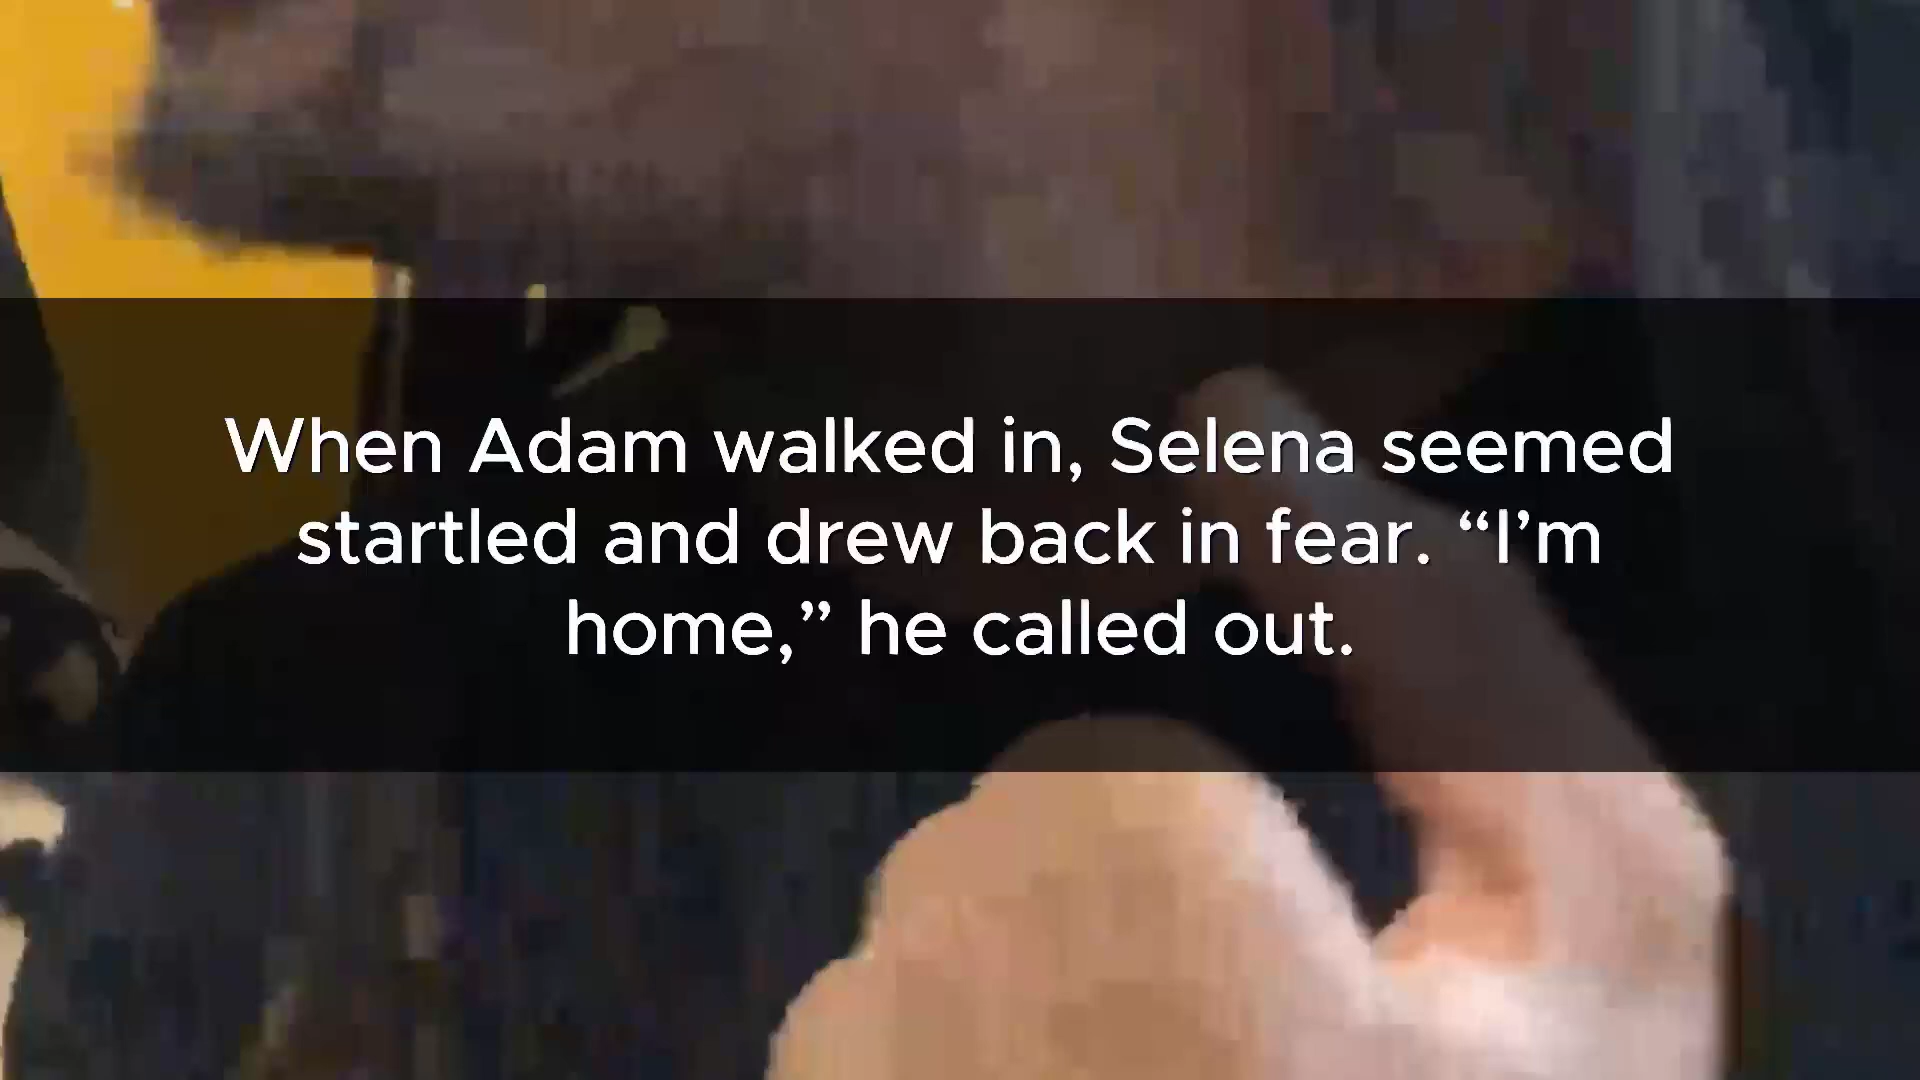 When Adam walked in, Selena seemed
startled and drew back in fear. “I’m
home,” he called out.